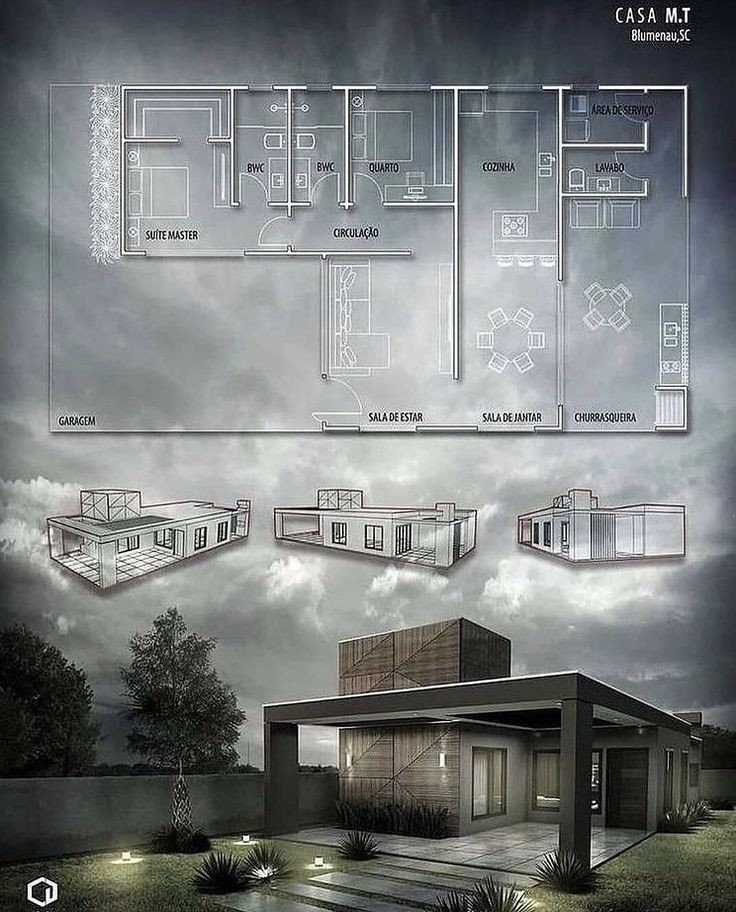 CASA M.T
Blumenau,SC
ÁREA DE SERVIÇO
BWC
BWC
QUARTO
COZINHA
LAVABO
SUÍTE MASTER
CIRCULAÇÃO
GARAGEM
SALA DE ESTAR
SALA DE JANTAR
CHURRASQUEIRA